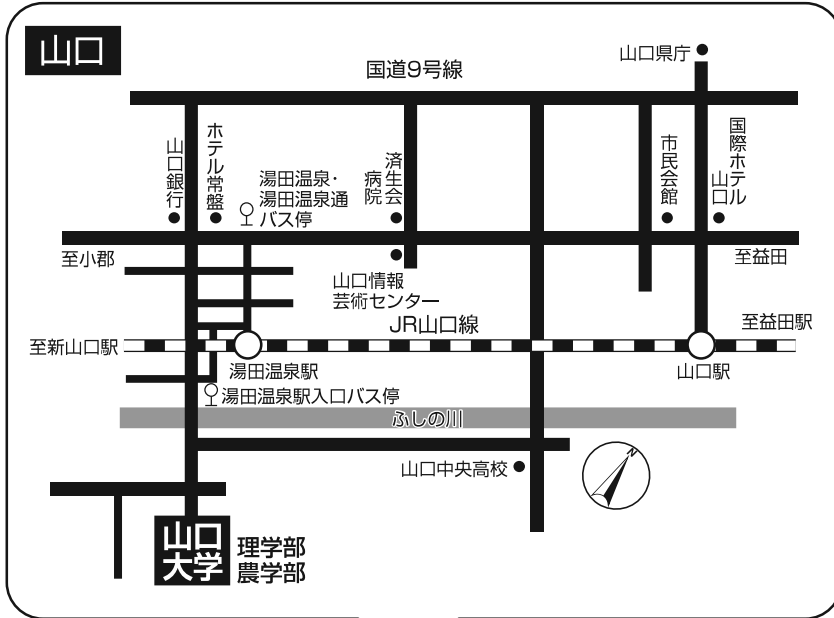 山口
山口県庁
国道9号線
山口銀行
ホテル常盤
湯田温泉・
湯田温泉通
バス停
済生会
病院
市民会館
国際ホテル
山口
至小郡
至益田
山口情報
芸術センター
JR山口線
至益田駅
至新山口駅
湯田温泉駅
山口駅
湯田温泉駅入口バス停
ふしの川
山口中央高校
N
山口
大学
理学部
農学部